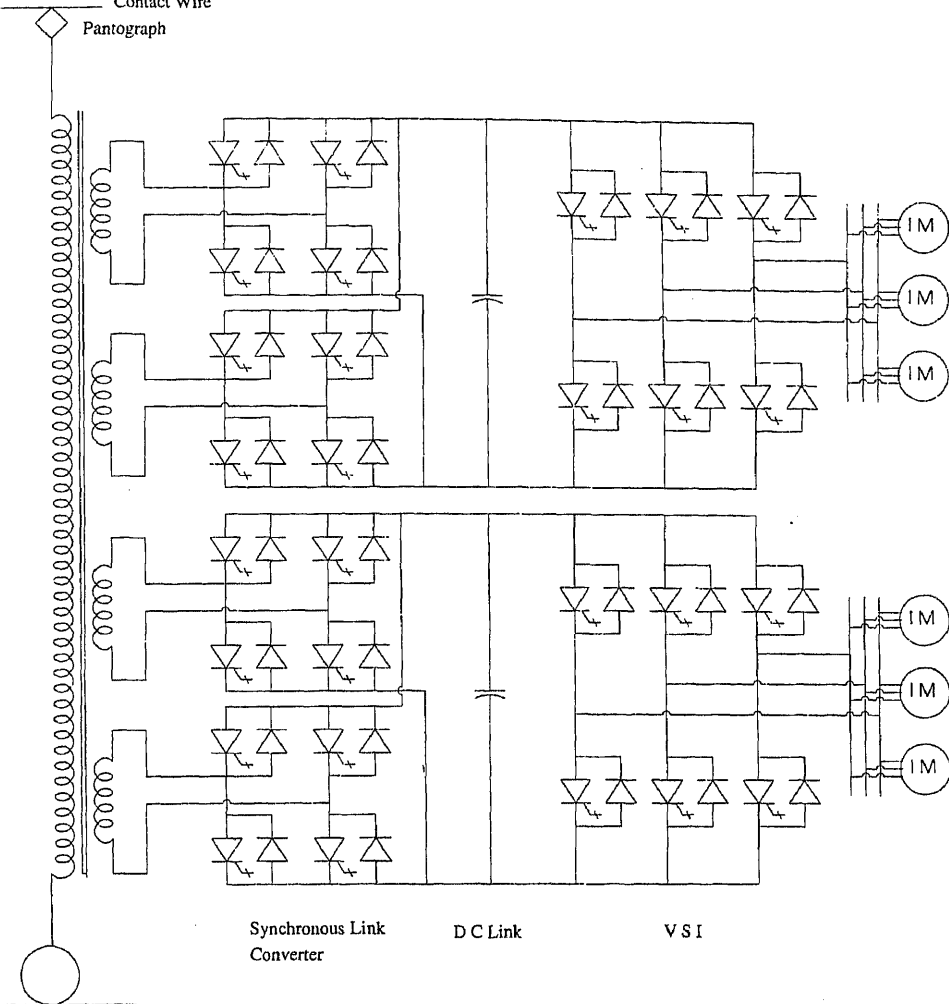 Contact Wire
Pantograph
IM
IM
IM
IM
IM
IM
Synchronous Link
Converter
D C Link
V S I